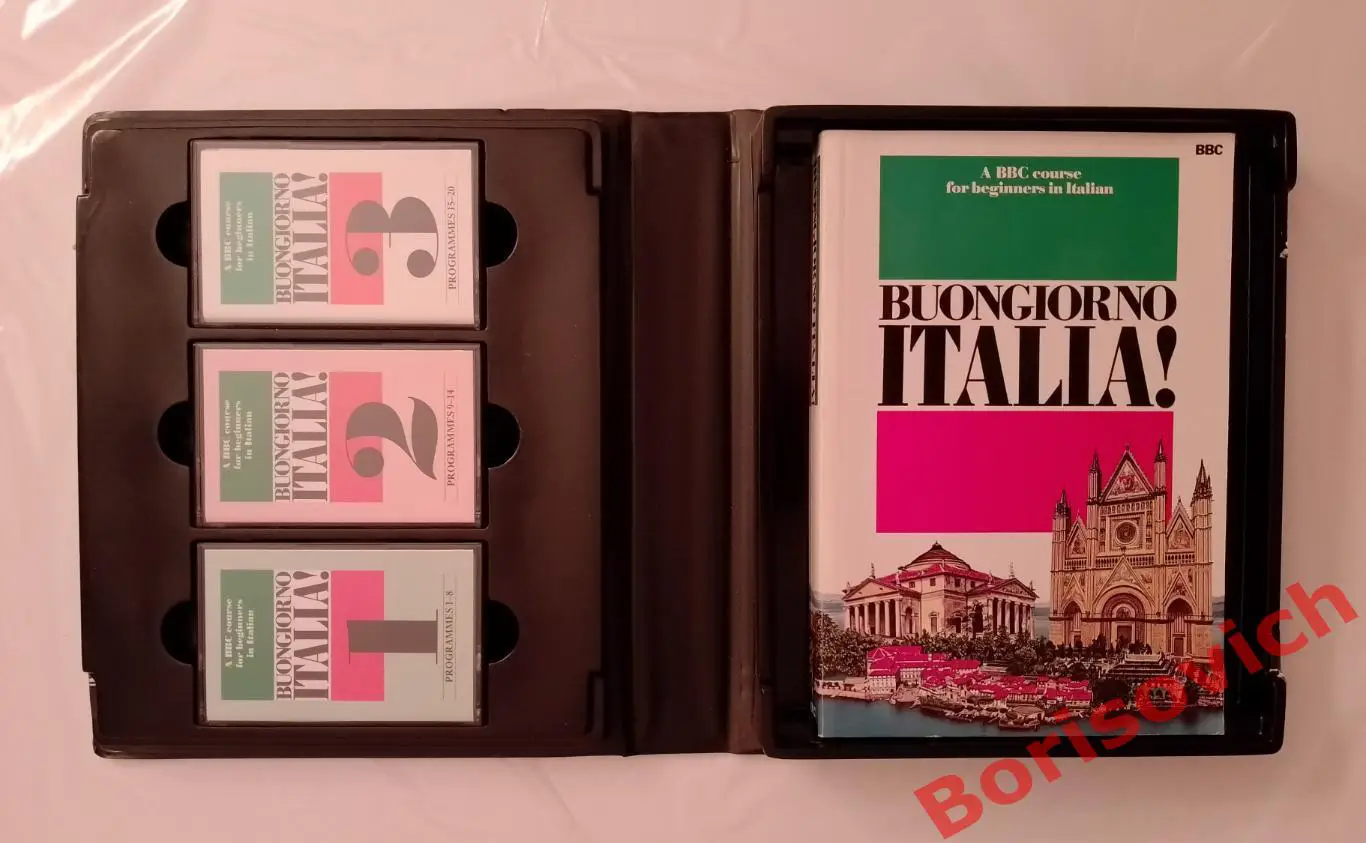 A BBC course
for beginners
in Italian
BUONGIORNO
ITALIA!
3
PROGRAMMES 15-20
A BBC course
for beginners
in Italian
BUONGIORNO
ITALIA!
2
PROGRAMMES 9-14
A BBC course
for beginners
in Italian
BUONGIORNO
ITALIA!
1
PROGRAMMES 1-8
BBC
A BBC course
for beginners in Italian
BUONGIORNO
ITALIA!
Borisovich